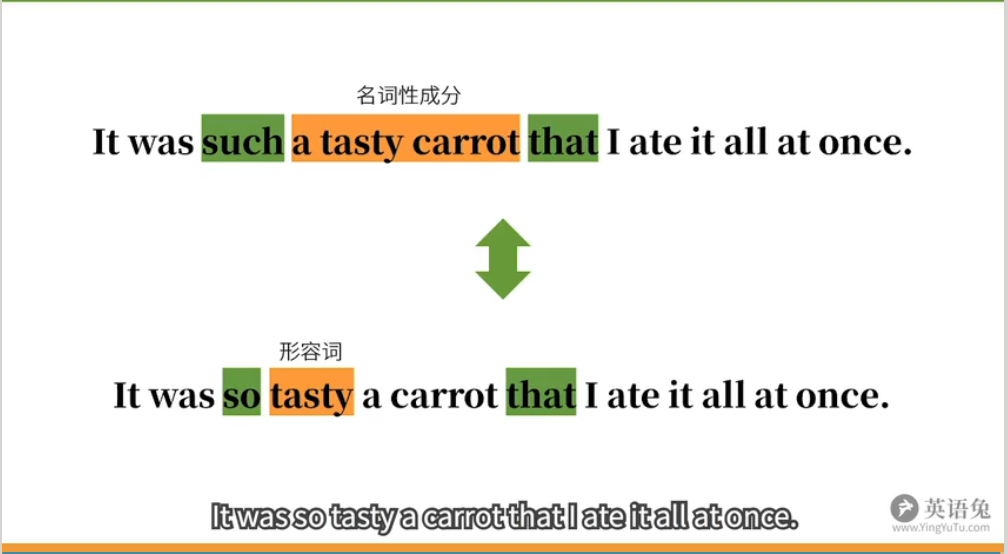 名词性成分
It was such a tasty carrot that I ate it all at once.
形容词
It was so tasty a carrot that I ate it all at once.
It was so tasty a carrot that I ate it all at once.
英语兔
www.YingYuTu.com